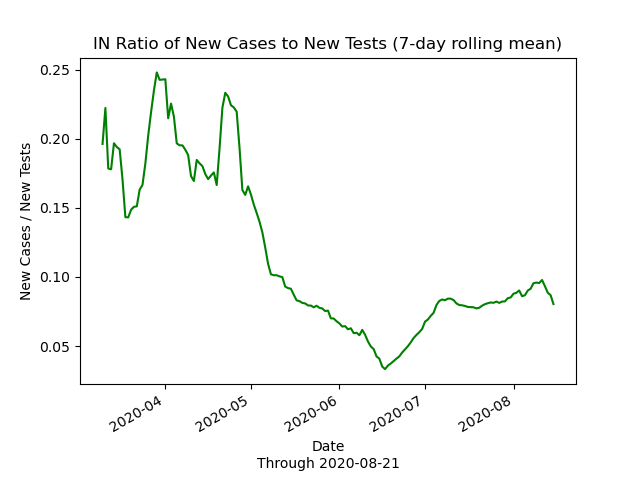 IN Ratio of New Cases to New Tests (7-day rolling mean)
New Cases / New Tests
0.25
0.20
0.15
0.10
0.05
2020-04
2020-05
2020-06
2020-07
2020-08
Date
Through 2020-08-21